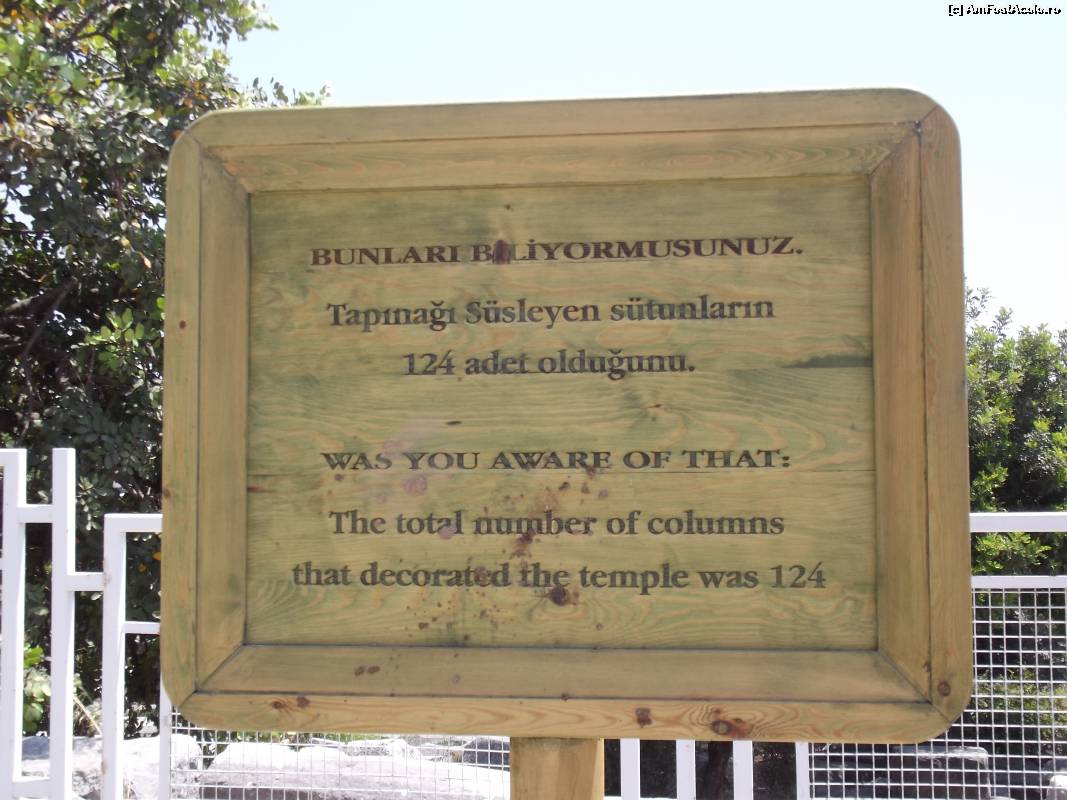 [c] AmFostAcolo.ro
BUNLARI BİLİYORMUSUNUZ.
Tapınağı Süsleyen sütunların
124 adet olduğunu.
WAS YOU AWARE OF THAT:
The total number of columns
that decorated the temple was 124